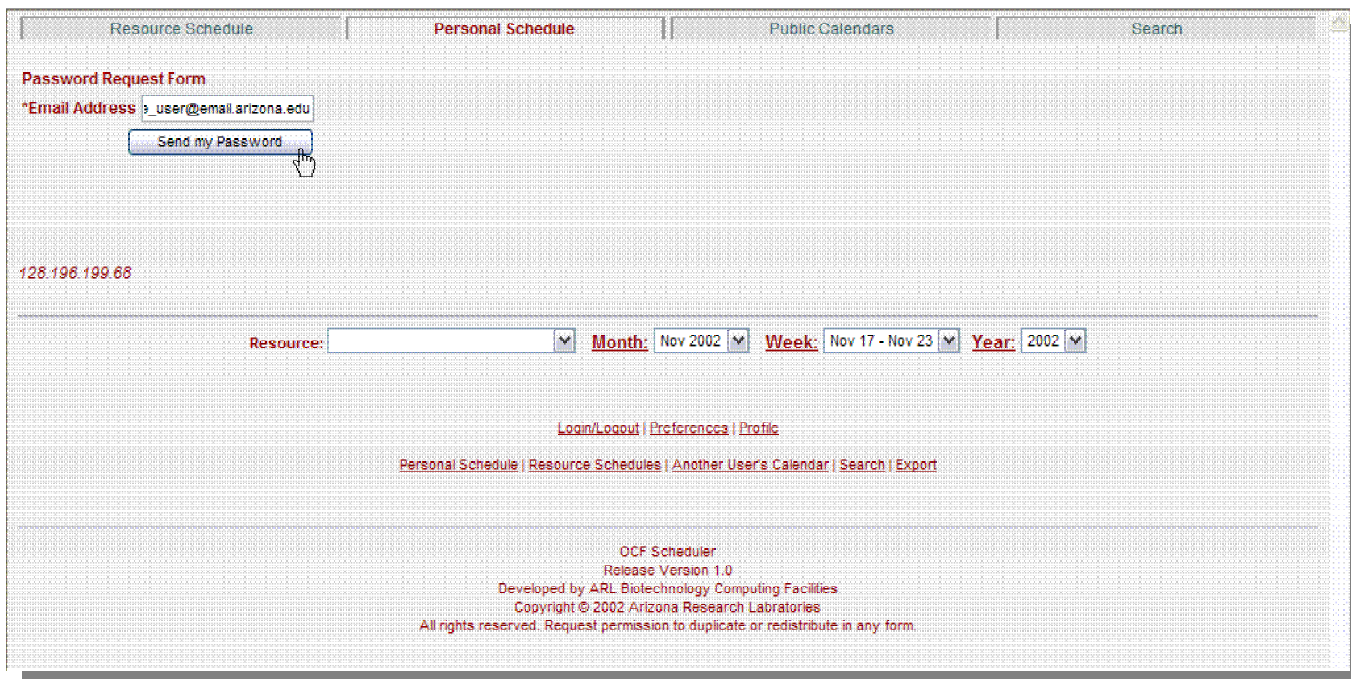 Resource Schedule Personal Schedule Public Calendars Search
Password Request Form
*Email Address _user@email.arizona.edu
Send my Password
128.196.199.68
Resource: Month: Nov 2002 Week: Nov 17 - Nov 23 Year: 2002
Login/Logout | Preferences | Profile
Personal Schedule | Resource Schedules | Another User's Calendar | Search | Export
OCF Scheduler
Release Version 1.0
Developed by ARL Biotechnology Computing Facilities
Copyright © 2002 Arizona Research Labratories
All rights reserved. Request permission to duplicate or redistribute in any form.